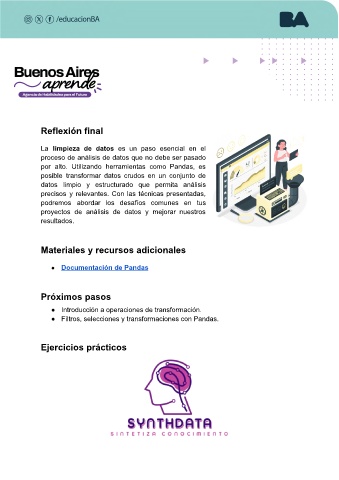 /educacionBA
BA
Buenos Aires
aprende
Agencia de Habilidades para el Futuro
Reflexión final
La limpieza de datos es un paso esencial en el
proceso de análisis de datos que no debe ser pasado
por alto. Utilizando herramientas como Pandas, es
posible transformar datos crudos en un conjunto de
datos limpio y estructurado que permita análisis
precisos y relevantes. Con las técnicas presentadas,
podremos abordar los desafíos comunes en tus
proyectos de análisis de datos y mejorar nuestros
resultados.
Materiales y recursos adicionales
● Documentación de Pandas
Próximos pasos
● Introducción a operaciones de transformación.
● Filtros, selecciones y transformaciones con Pandas.
Ejercicios prácticos
SYNTHDATA
SINTETIZA CONOCIMIENTO